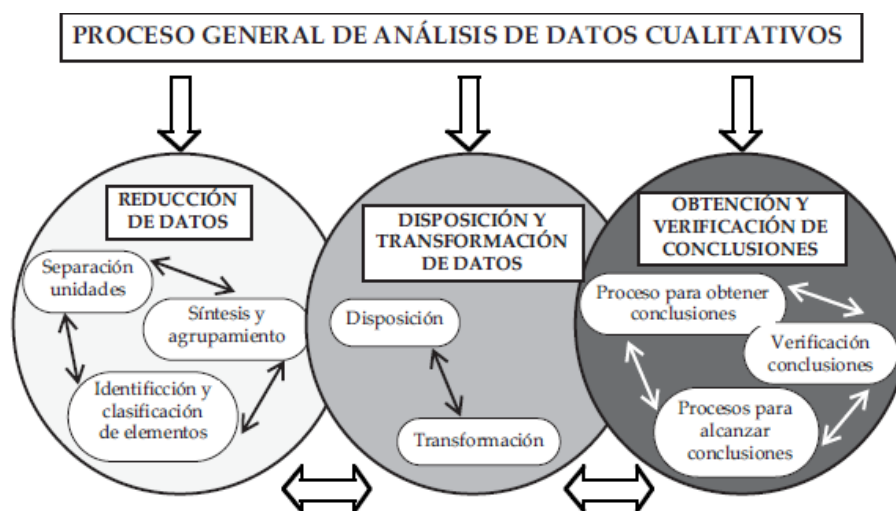 PROCESO GENERAL DE ANÁLISIS DE DATOS CUALITATIVOS
REDUCCIÓN
DE DATOS
Separación
unidades
Síntesis y
agrupamiento
Identificción y
clasificación
de elementos
DISPOSICIÓN Y
TRANSFORMACIÓN
DE DATOS
Disposición
Transformación
OBTENCIÓN Y
VERIFICACIÓN DE
CONCLUSIONES
Proceso para obtener
conclusiones
Verificación
conclusiones
Procesos para
alcanzar
conclusiones